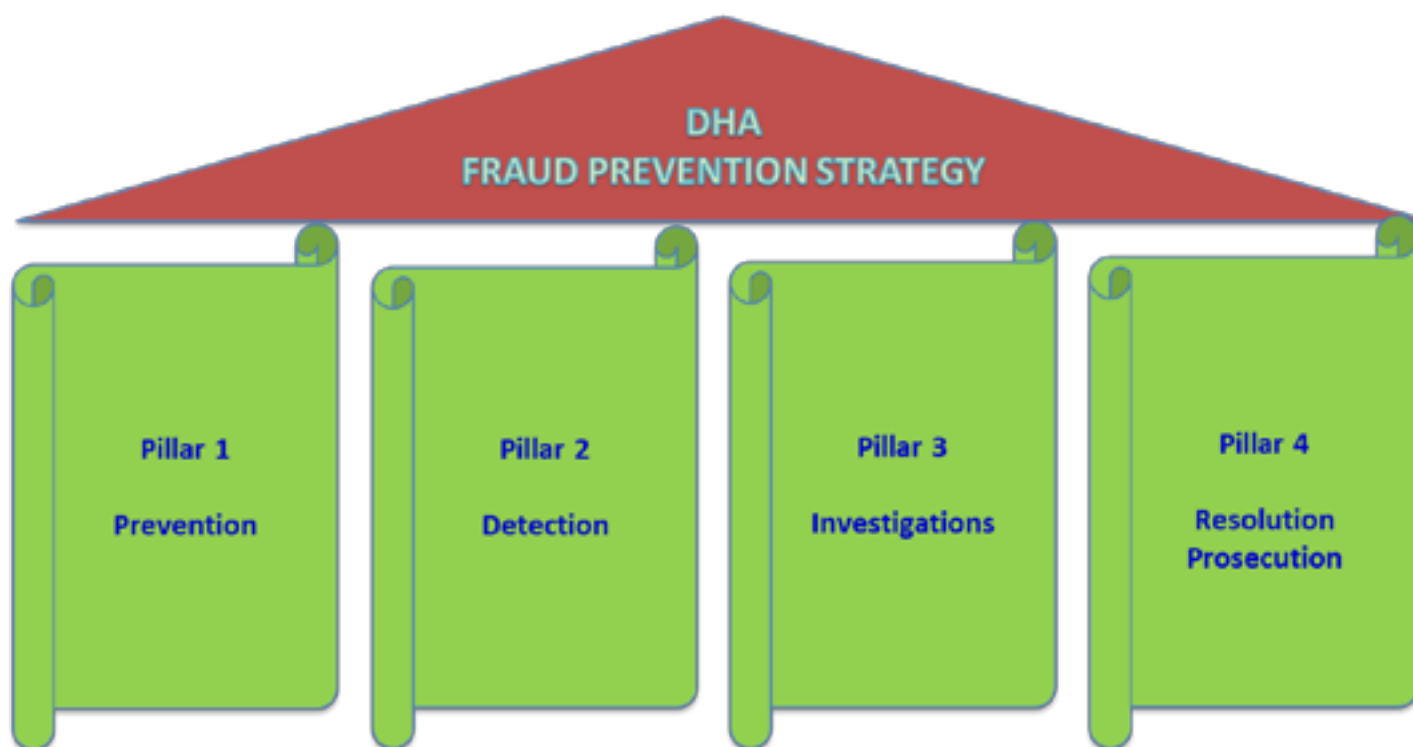 DHA
FRAUD PREVENTION STRATEGY
Pillar 1
Prevention
Pillar 2
Detection
Pillar 3
Investigations
Pillar 4
Resolution
Prosecution